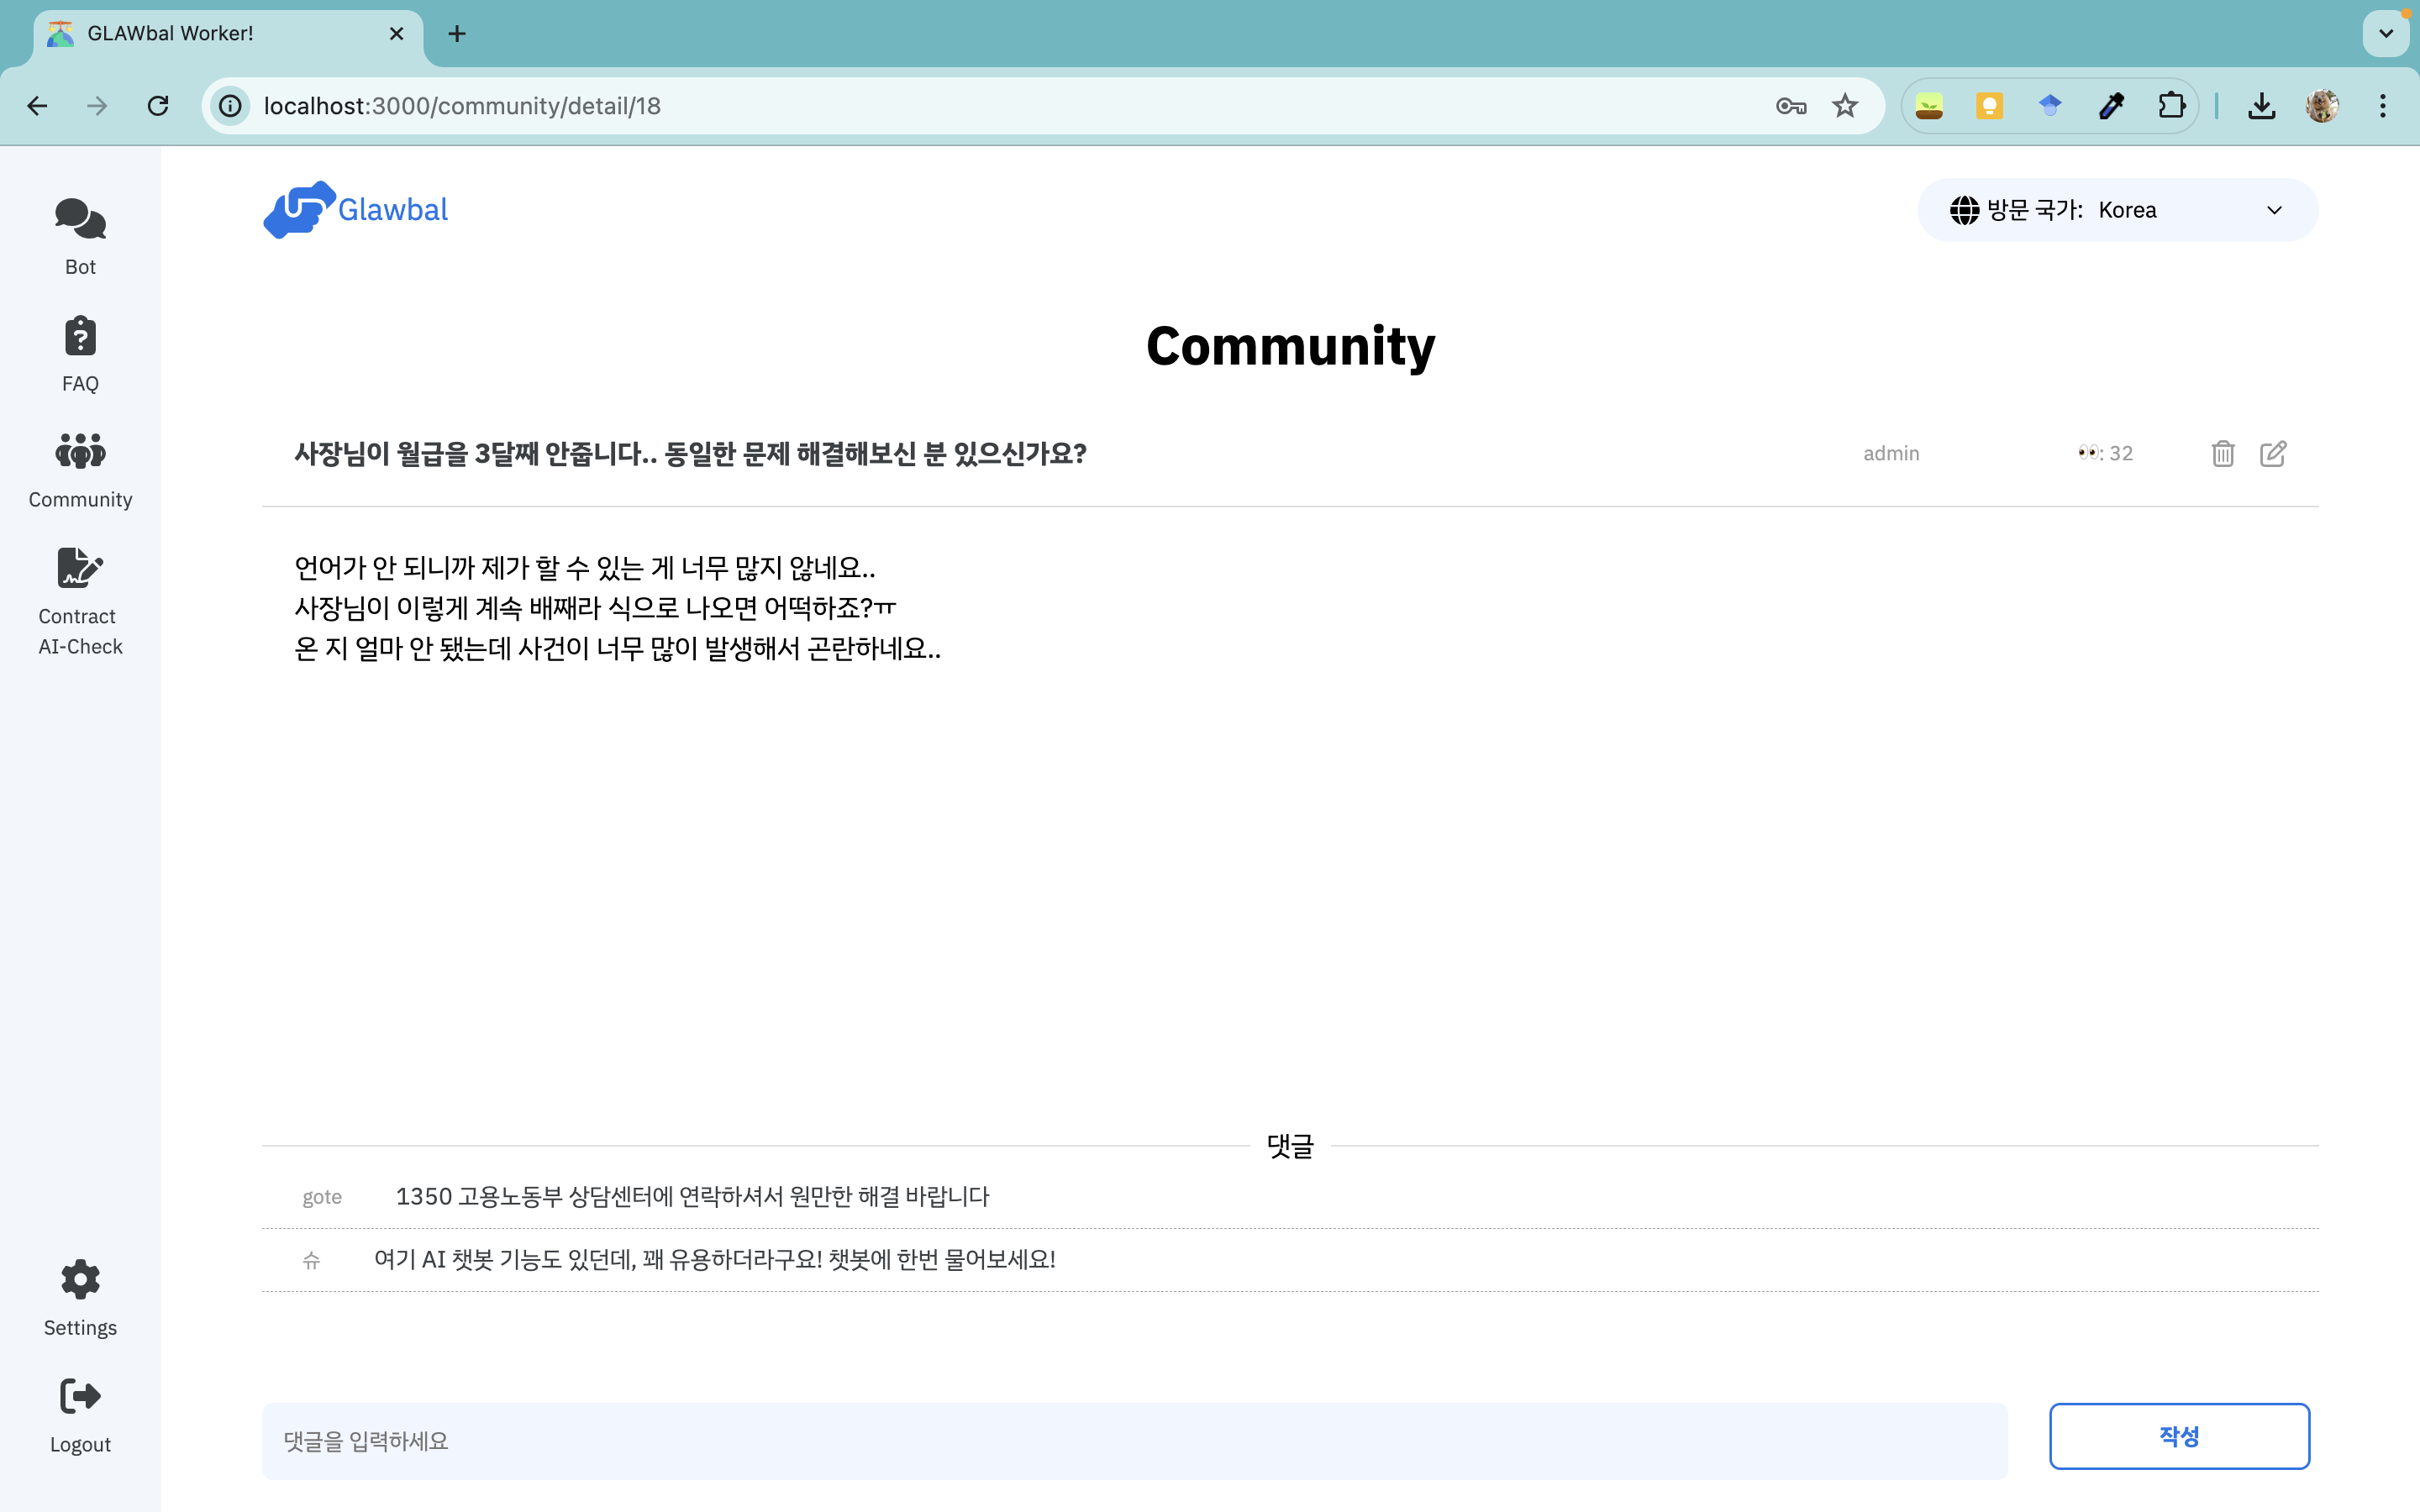 GLAWbal Worker!
localhost:3000/community/detail/18
Bot
FAQ
Community
Contract
AI-Check
Settings
Logout
Glawbal
방문 국가: Korea
Community
사장님이 월급을 3달째 안줍니다.. 동일한 문제 해결해보신 분 있으신가요? admin 👀: 32
언어가 안 되니까 제가 할 수 있는 게 너무 많지 않네요..
사장님이 이렇게 계속 배째라 식으로 나오면 어떡하죠?ㅠ
온 지 얼마 안 됐는데 사건이 너무 많이 발생해서 곤란하네요..
댓글
gote 1350 고용노동부 상담센터에 연락하셔서 원만한 해결 바랍니다
슈 여기 AI 챗봇 기능도 있던데, 꽤 유용하더라구요! 챗봇에 한번 물어보세요!
댓글을 입력하세요
작성